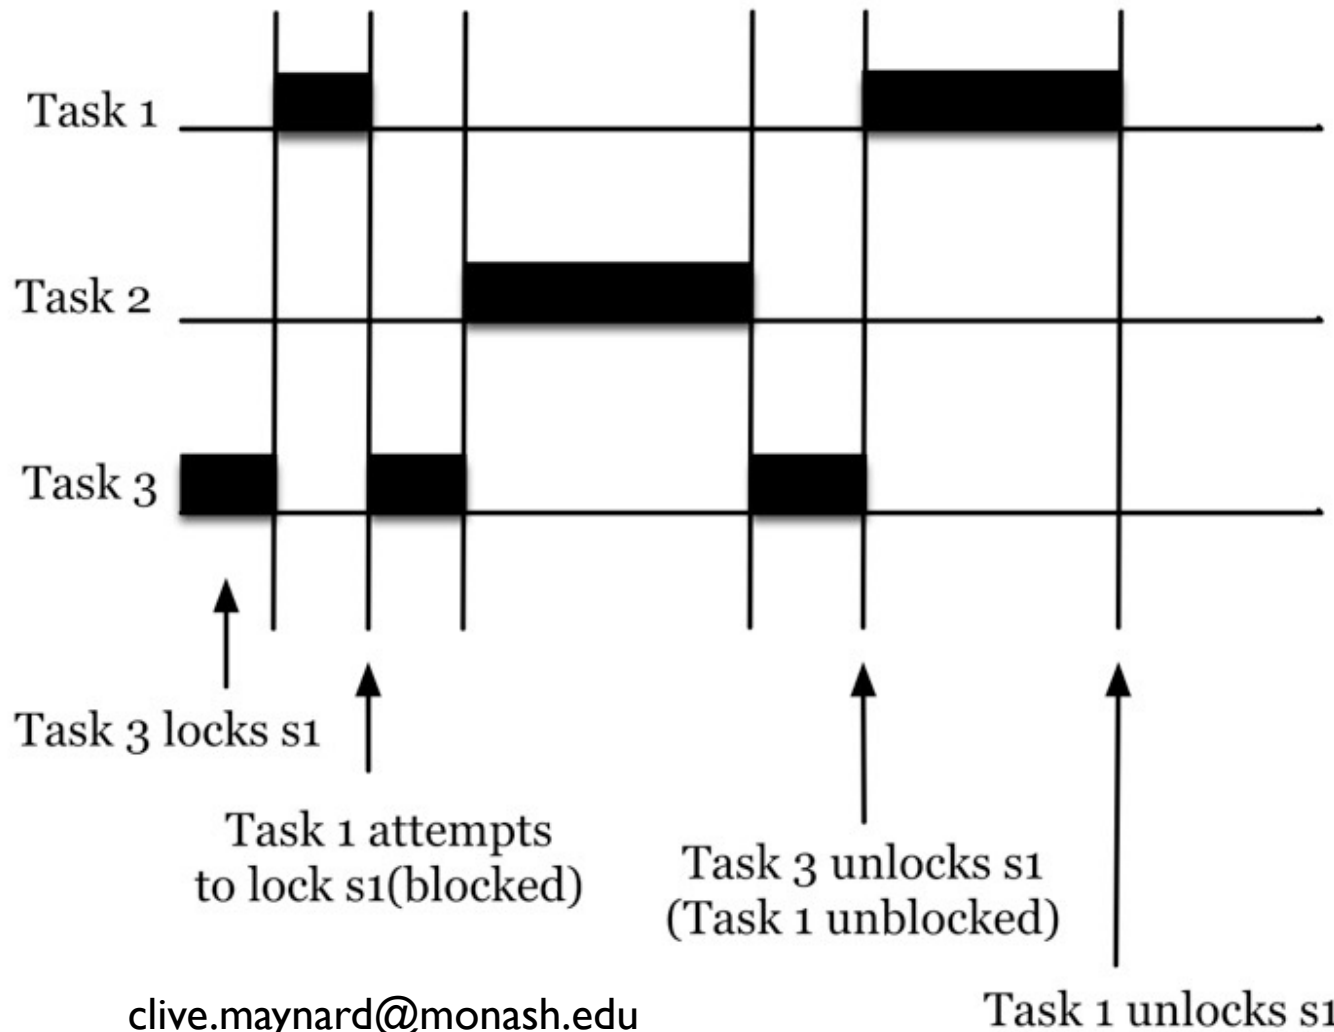 Task 1
Task 2
Task 3
Task 3 locks s1
Task 1 attempts
to lock s1(blocked)
Task 3 unlocks s1
(Task 1 unblocked)
Task 1 unlocks s1
clive.maynard@monash.edu